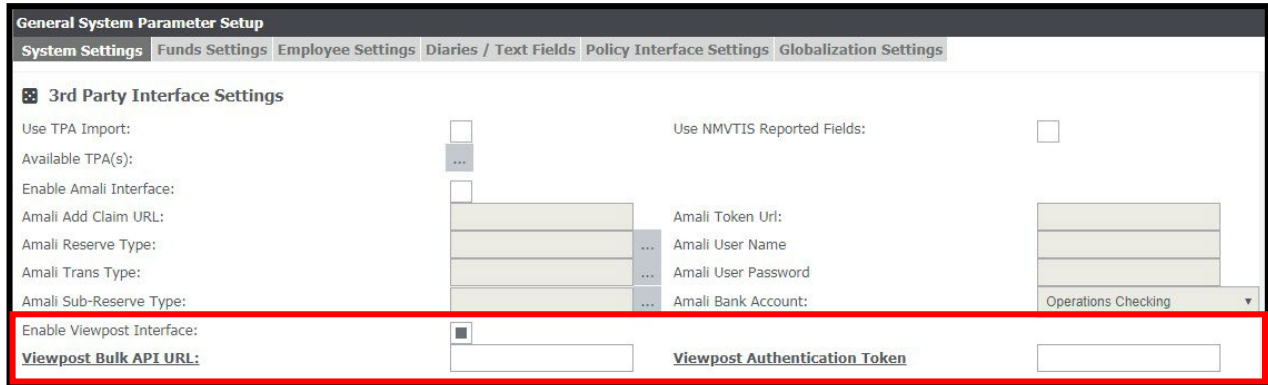 General System Parameter Setup
System Settings Funds Settings Employee Settings Diaries / Text Fields Policy Interface Settings Globalization Settings
3rd Party Interface Settings
Use TPA Import: Use NMVTIS Reported Fields:
Available TPA(s): ...
Enable Amali Interface:
Amali Add Claim URL: Amali Token Url:
Amali Reserve Type: ... Amali User Name
Amali Trans Type: ... Amali User Password
Amali Sub-Reserve Type: ... Amali Bank Account: Operations Checking
Enable Viewpost Interface:
Viewpost Bulk API URL: Viewpost Authentication Token